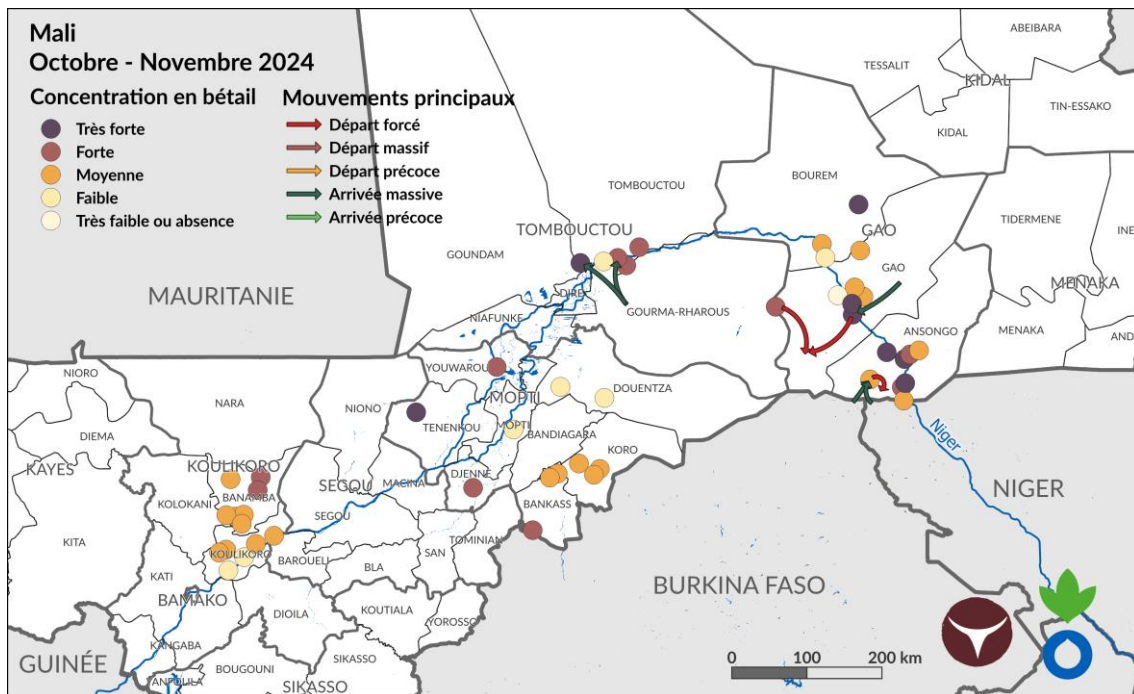 Mali
Octobre - Novembre 2024
Concentration en bétail
Très forte
Forte
Moyenne
Faible
Très faible ou absence
Mouvements principaux
Départ forcé
Départ massif
Départ précoce
Arrivée massive
Arrivée précoce
ABEIBARA
TESSALIT
KIDAL
TIN-ESSAKO
KIDAL
TOMBOUCTOU
BOUREM
TIDERMENE
INE
TOMBOUCTOU
GAO
GOUNDAM
GAO
MENAKA
MAURITANIE
DIRE
GOURMA-RHAROUS
NIAFUNKE
ANSONGO
MENAKA
AND
NIORO
YOUWAROU
DOUENTZA
NARA
NIONO
MOPTI
DIEMA
TENENKOU
MOPTI
BANDIAGARA
Niger
KAYES
KOULIKORO
KORO
SEGOU
MACINA
DJENNE
NIGER
KOLOKANI
BANAMBA
BANKASS
SEGOU
KITA
TOMINIAN
KOULIKORO
BAROUELI
SAN
BLA
KATI
BURKINA FASO
BAMAKO
DIOILA
KOUTIALA
YOROSSO
KANGABA
GUINÉE
BOUGOUNI
SIKASSO
SIKASSO
0 100 200 km